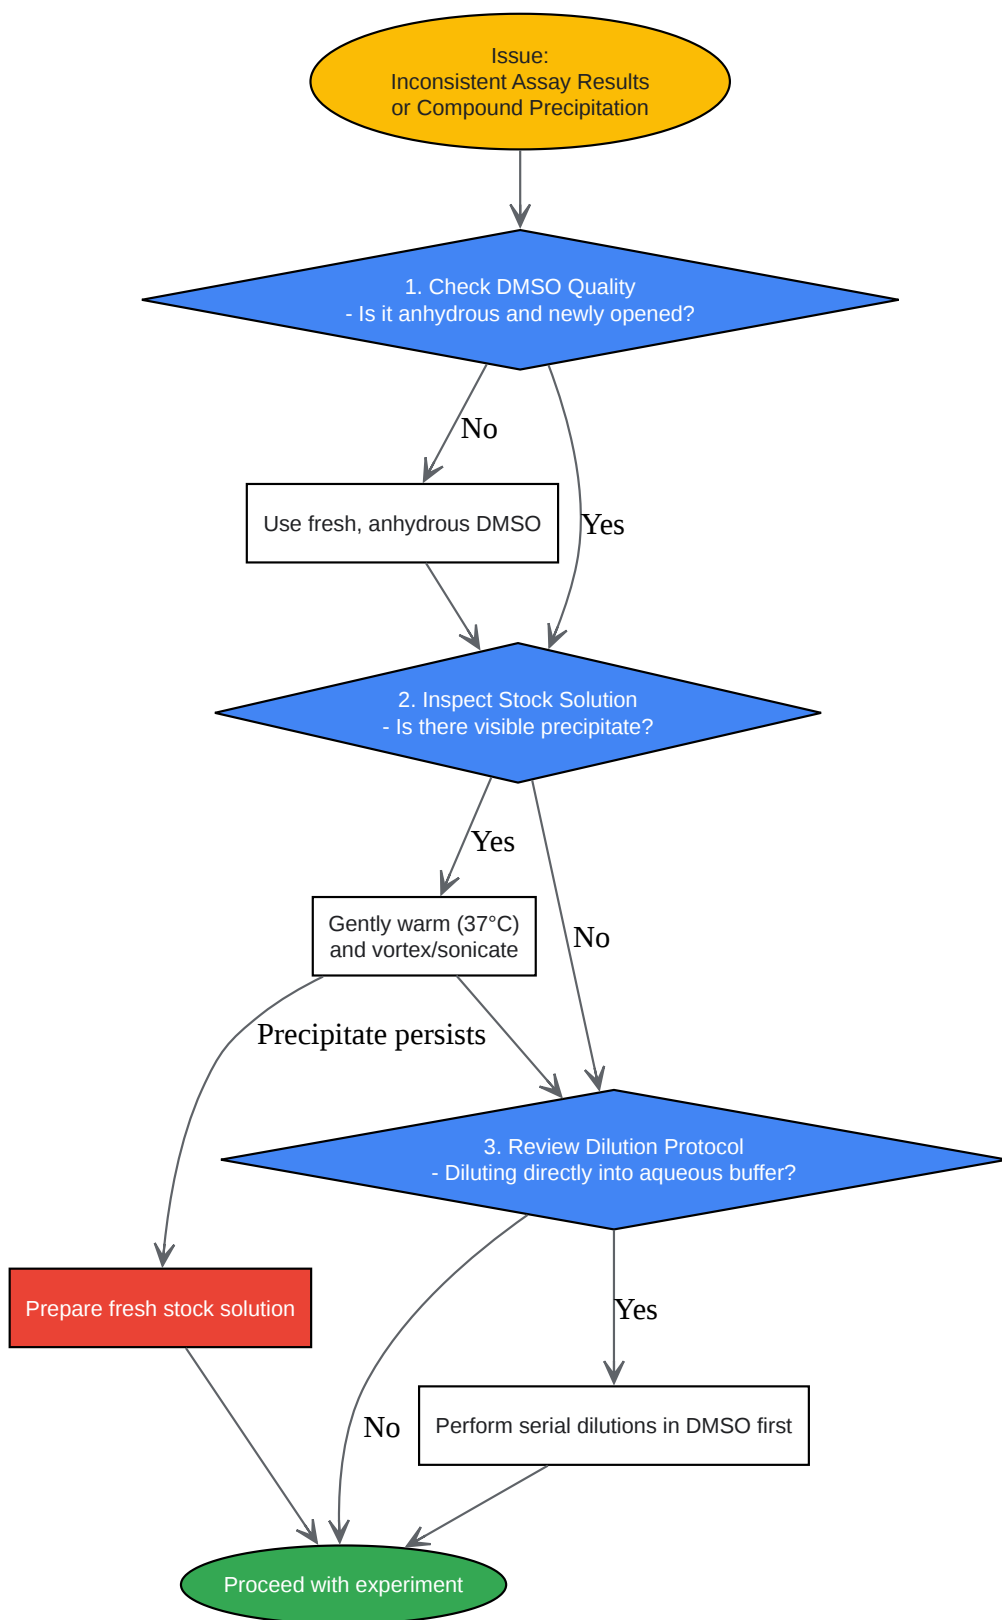 Issue:
Inconsistent Assay Results
or Compound Precipitation
1. Check DMSO Quality
- Is it anhydrous and newly opened?
No
Use fresh, anhydrous DMSO
Yes
2. Inspect Stock Solution
- Is there visible precipitate?
Yes
Gently warm (37°C)
and vortex/sonicate
No
Precipitate persists
3. Review Dilution Protocol
- Diluting directly into aqueous buffer?
Prepare fresh stock solution
Yes
No
Perform serial dilutions in DMSO first
Proceed with experiment